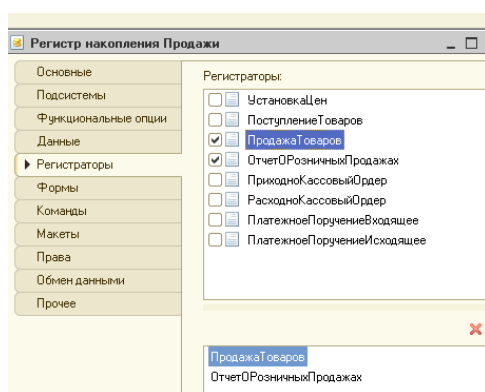 Регистр накопления Продажи
Основные
Подсистемы
Функциональные опции
Данные
Регистраторы
Формы
Команды
Макеты
Права
Обмен данными
Прочее
Регистраторы:
УстановкаЦен
ПоступлениеТоваров
ПродажаТоваров
ОтчетОРозничныхПродажах
ПриходноКассовыйОрдер
РасходноКассовыйОрдер
ПлатежноеПоручениеВходящее
ПлатежноеПоручениеИсходящее
ПродажаТоваров
ОтчетОРозничныхПродажах